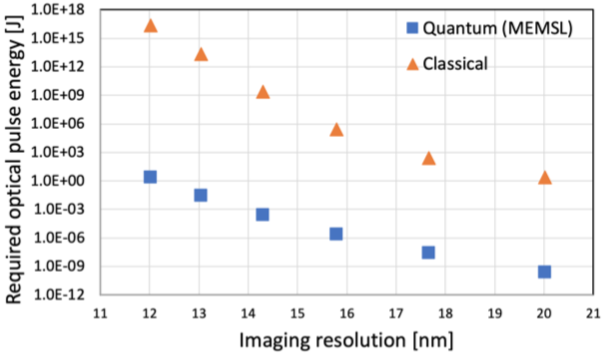 Required optical pulse energy [J]
1.0E+18
1.0E+15
1.0E+12
1.0E+09
1.0E+06
1.0E+03
1.0E+00
1.0E-03
1.0E-06
1.0E-09
1.0E-12
Quantum (MEMSL)
Classical
11 12 13 14 15 16 17 18 19 20 21
Imaging resolution [nm]